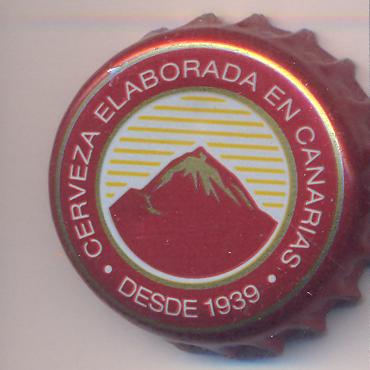 CERVEZA ELABORADA EN CANARIAS
• DESDE 1939 •